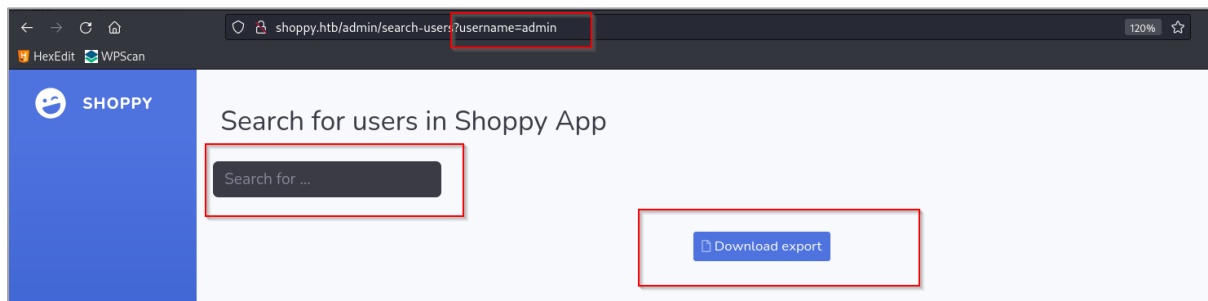 shoppy.htb/admin/search-users?username=admin
120%
HexEdit WPScan
SHOPPY
Search for users in Shoppy App
Search for ...
Download export